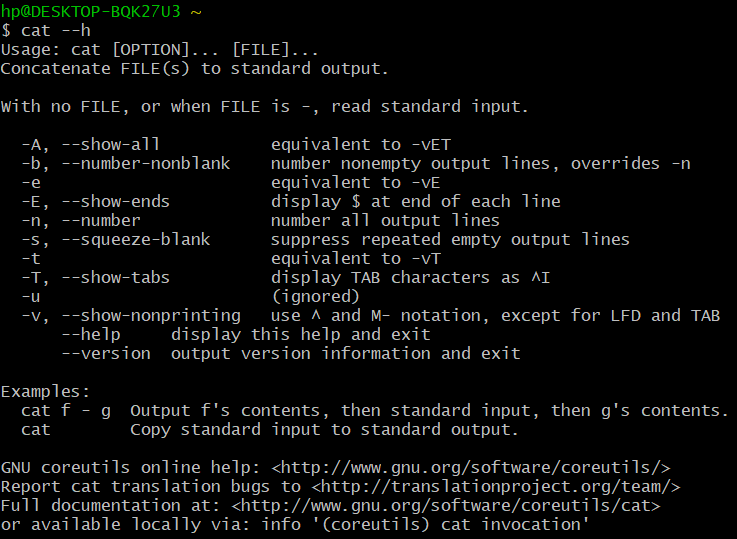 hp@DESKTOP-BQK27U3 ~
$ cat --h
Usage: cat [OPTION]... [FILE]...
Concatenate FILE(s) to standard output.

With no FILE, or when FILE is -, read standard input.

  -A, --show-all           equivalent to -vET
  -b, --number-nonblank    number nonempty output lines, overrides -n
  -e                       equivalent to -vE
  -E, --show-ends          display $ at end of each line
  -n, --number             number all output lines
  -s, --squeeze-blank      suppress repeated empty output lines
  -t                       equivalent to -vT
  -T, --show-tabs          display TAB characters as ^I
  -u                       (ignored)
  -v, --show-nonprinting   use ^ and M- notation, except for LFD and TAB
      --help     display this help and exit
      --version  output version information and exit

Examples:
  cat f - g  Output f's contents, then standard input, then g's contents.
  cat        Copy standard input to standard output.

GNU coreutils online help: <http://www.gnu.org/software/coreutils/>
Report cat translation bugs to <http://translationproject.org/team/>
Full documentation at: <http://www.gnu.org/software/coreutils/cat>
or available locally via: info '(coreutils) cat invocation'